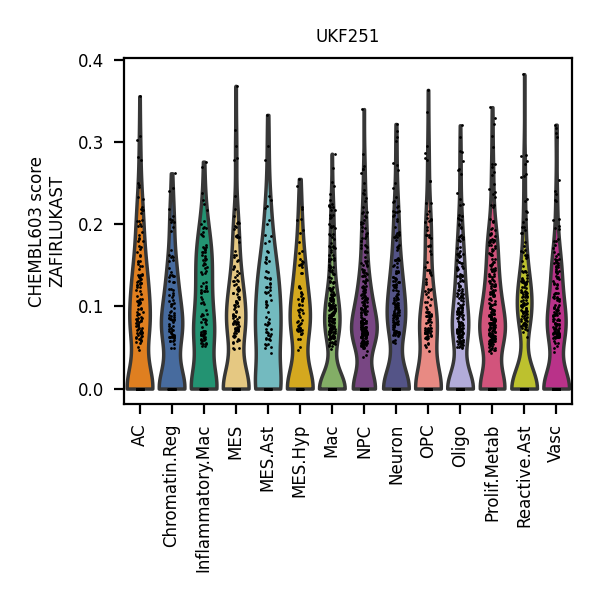 UKF251
CHEMBL603 score
ZAFIRLUKAST
0.4
0.3
0.2
0.1
0.0
AC
Chromatin.Reg
Inflammatory.Mac
MES
MES.Ast
MES.Hyp
Mac
NPC
Neuron
OPC
Oligo
Prolif.Metab
Reactive.Ast
Vasc